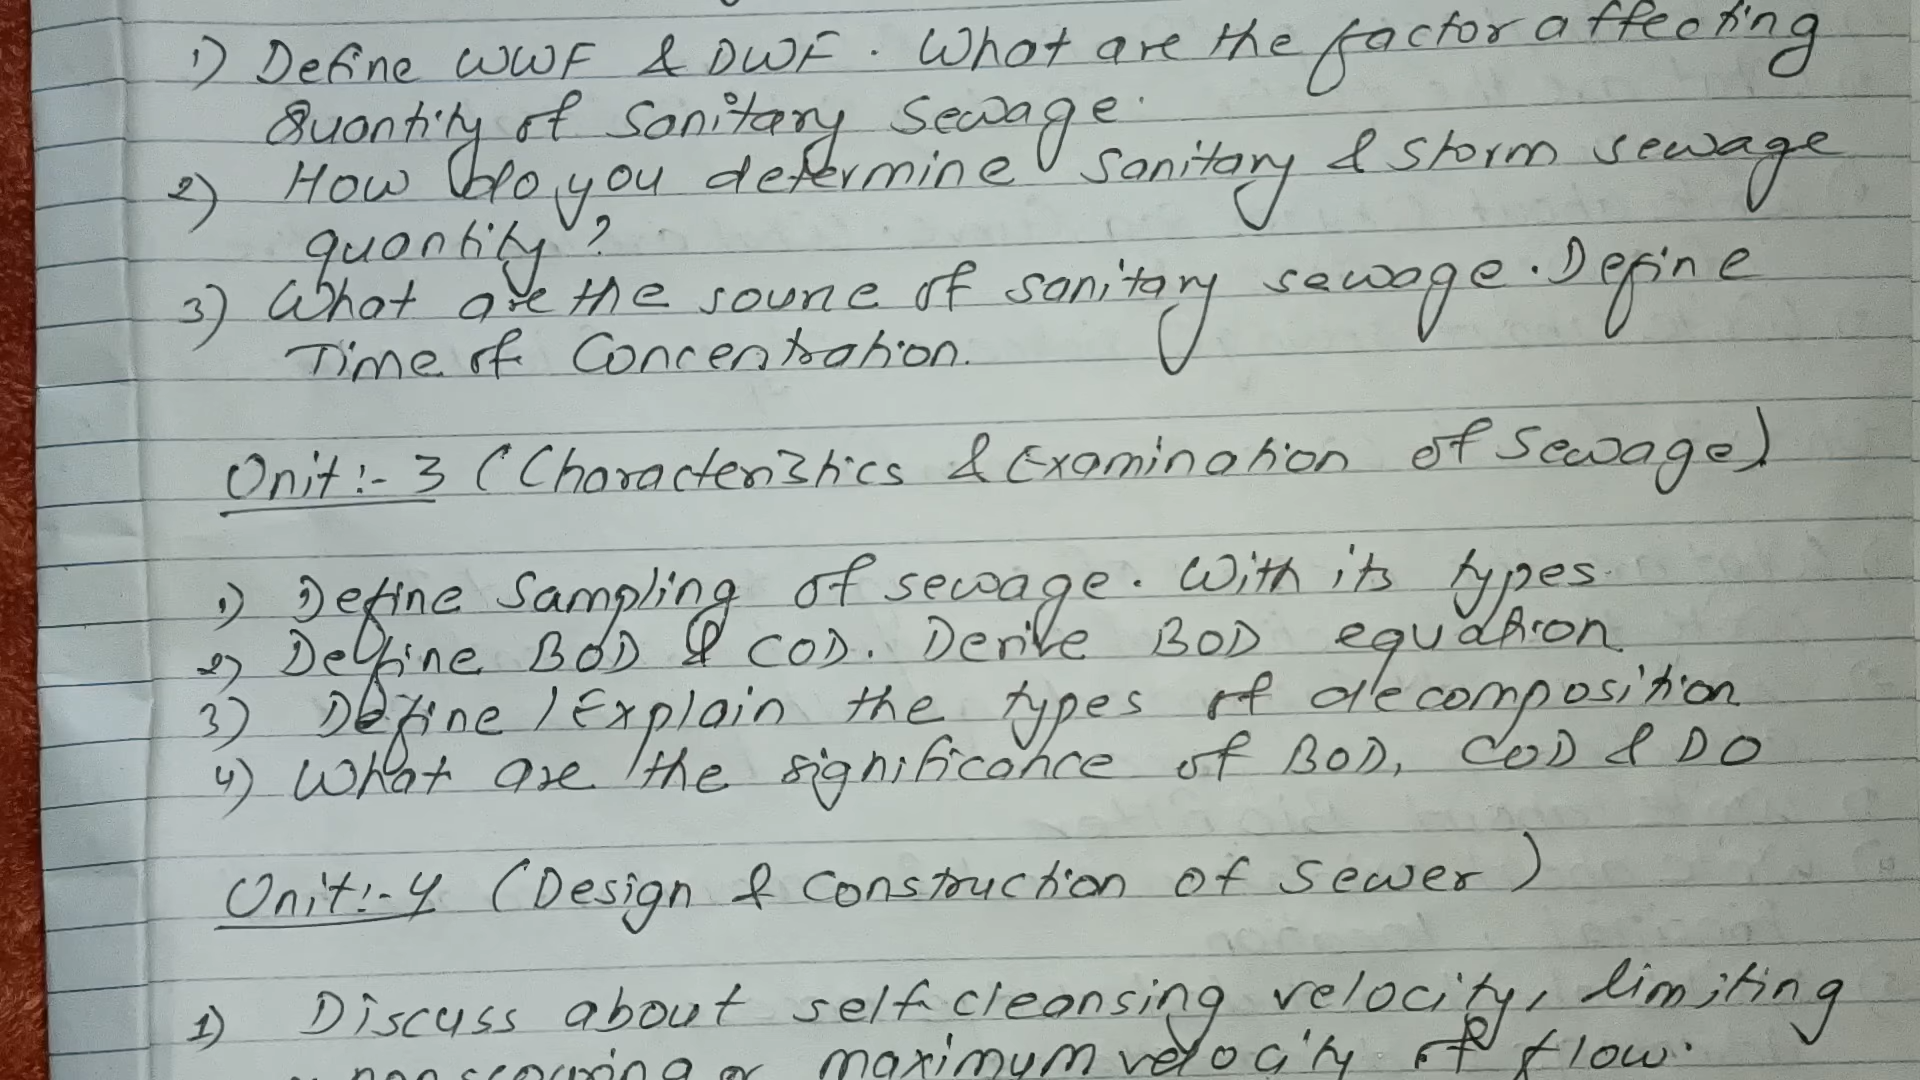 1) Define WWF & DWF. What are the factor affecting
Quantity of Sanitary Sewage.
2) How Do you determine Sanitary & Storm sewage
quantity?
3) What are the soure of sanitary sewage. Define
Time of Concentration.
Unit:- 3 (Characteristics & Examination of Sewage)
1) Define Sampling of sewage. With its types.
2) Define BOD & COD. Derive BOD equation
3) Define / Explain the types of decomposition
4) What are the significance of BOD, COD & DO
Unit:- 4 (Design & Construction of Sewer)
1) Discuss about self cleansing velocity, limiting
nonscouring or maximum velocity of flow.